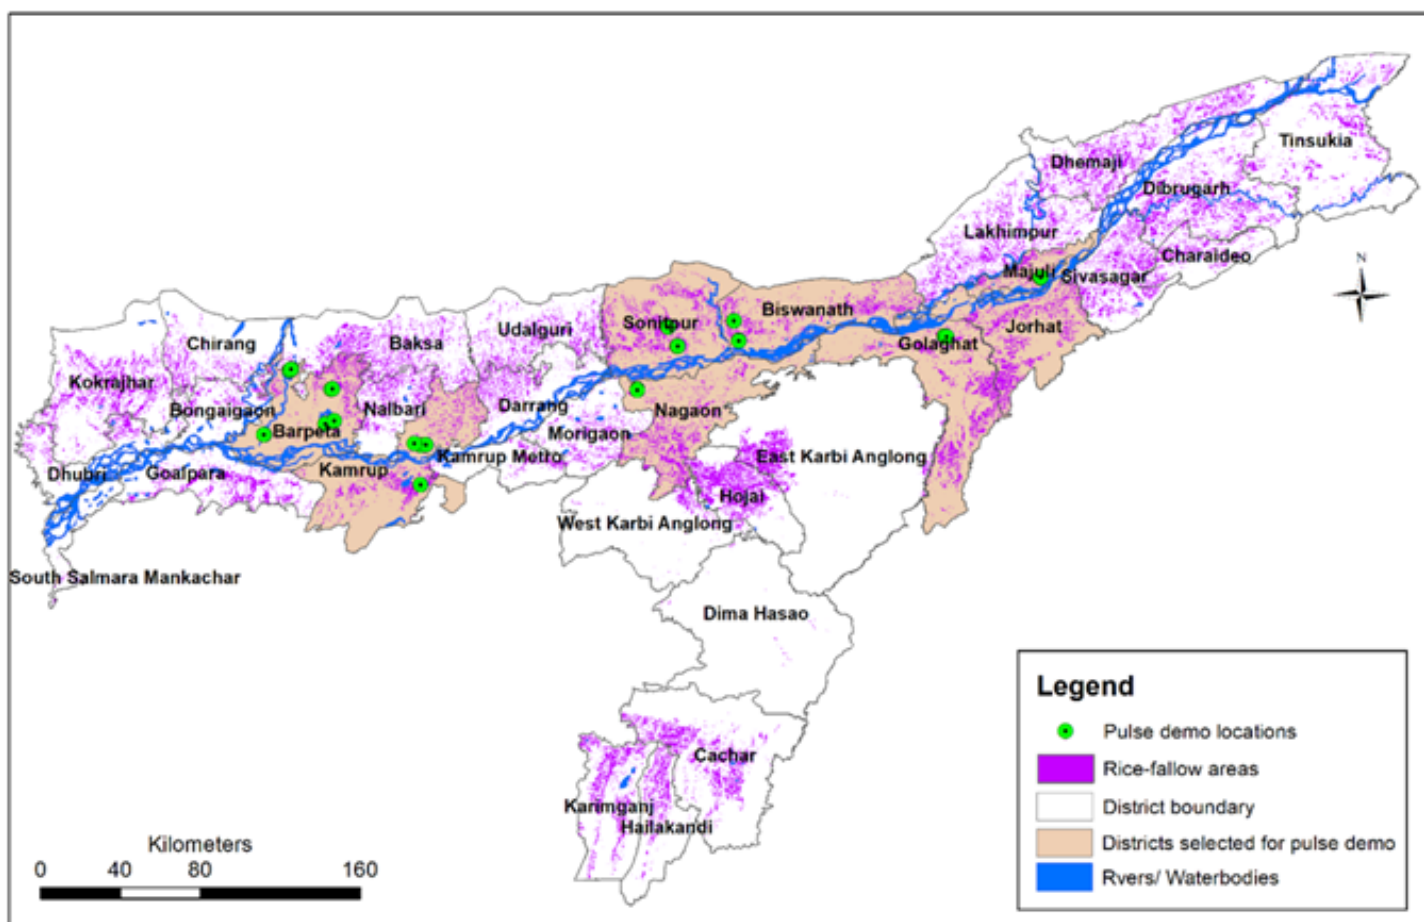 Tinsukia
Dhemaji
Dibrugarh
Lakhimpur
Charaideo
Majuli
Sivasagar
N
Biswanath
Sonitpur
Jorhat
Udalguri
Golaghat
Chirang
Baksa
Kokrajhar
Bongaigaon
Nalbari
Darrang
Nagaon
Barpeta
Morigaon
Kamrup Metro
East Karbi Anglong
Kamrup
Dhubri
Goalpara
Hojai
West Karbi Anglong
South Salmara Mankachar
Dima Hasao
Cachar
Karimganj
Hailakandi
Kilometers
0 40 80 160
Legend
Pulse demo locations
Rice-fallow areas
District boundary
Districts selected for pulse demo
Rvers/ Waterbodies